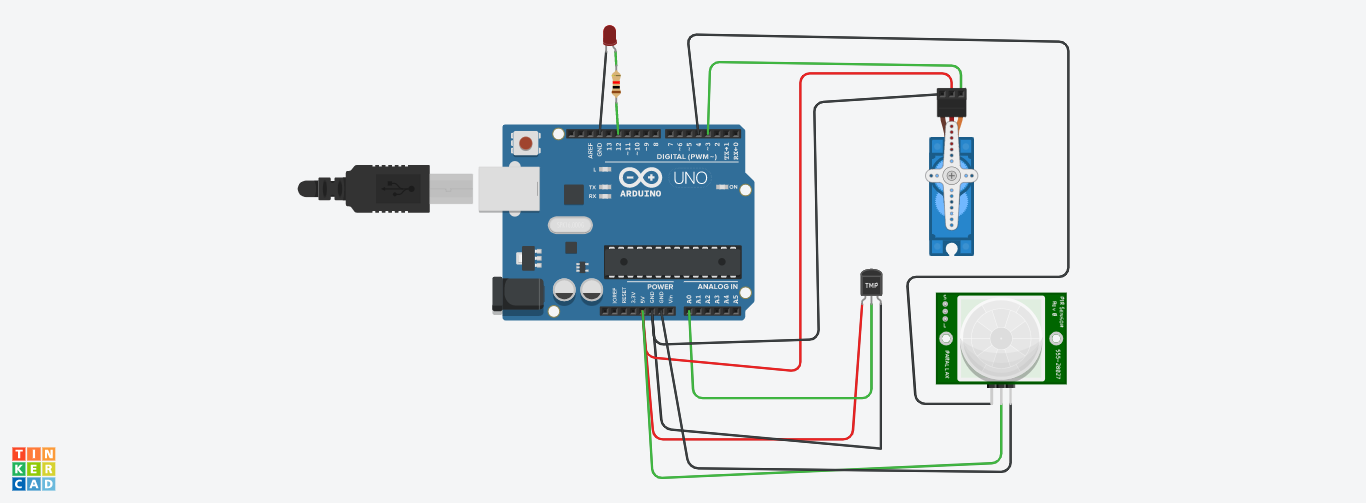 AREF
GND
13
12
~11
~10
~9
8
7
~6
~5
4
~3
2
TX→1
RX←0
DIGITAL (PWM~)
L
TX
RX
ARDUINO
UNO
ON
TMP
POWER
ANALOG IN
IOREF
RESET
3.3V
5V
GND
GND
Vin
A0
A1
A2
A3
A4
A5
PIR Sensor
Rev B
PARALLAX
555-28027
TIN
KER
CAD